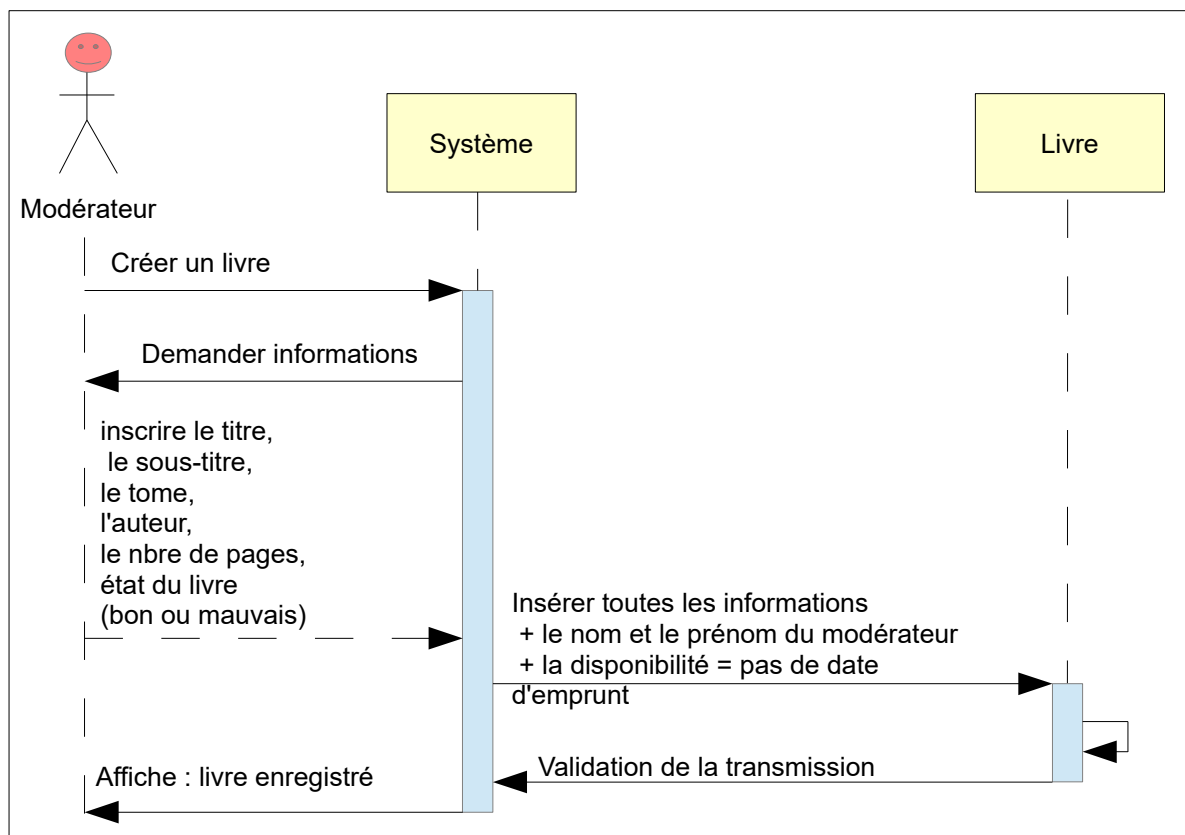 Système
Livre
Modérateur
Créer un livre
Demander informations
inscrire le titre,
le sous-titre,
le tome,
l'auteur,
le nbre de pages,
état du livre
(bon ou mauvais)
Insérer toutes les informations
+ le nom et le prénom du modérateur
+ la disponibilité = pas de date
d'emprunt
Validation de la transmission
Affiche : livre enregistré